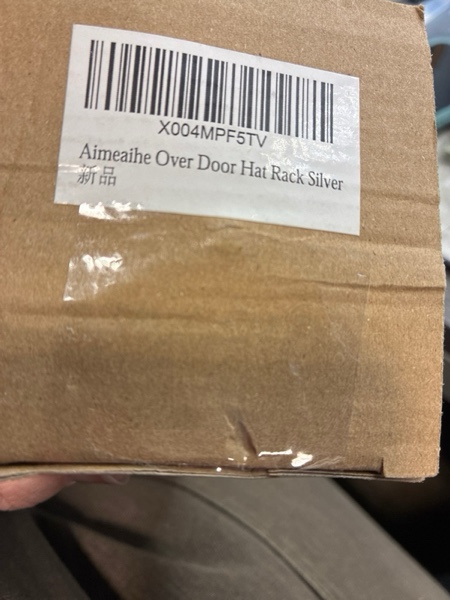 X004MPF5TV
Aimeaihe Over Door Hat Rack Silver
新品